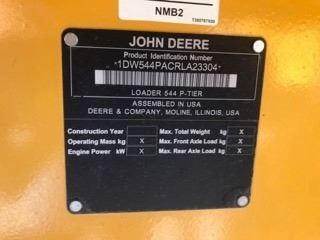 NMB2
JOHN DEERE
Product Identification Number
*1DW544PACRLA23304*
LOADER 544 P-TIER
ASSEMBLED IN USA
DEERE & COMPANY, MOLINE, ILLINOIS, USA
Construction Year Max. Total Weight kg X
Operating Mass kg X Max. Front Axle Load kg X
Engine Power kW X Max. Rear Axle Load kg X